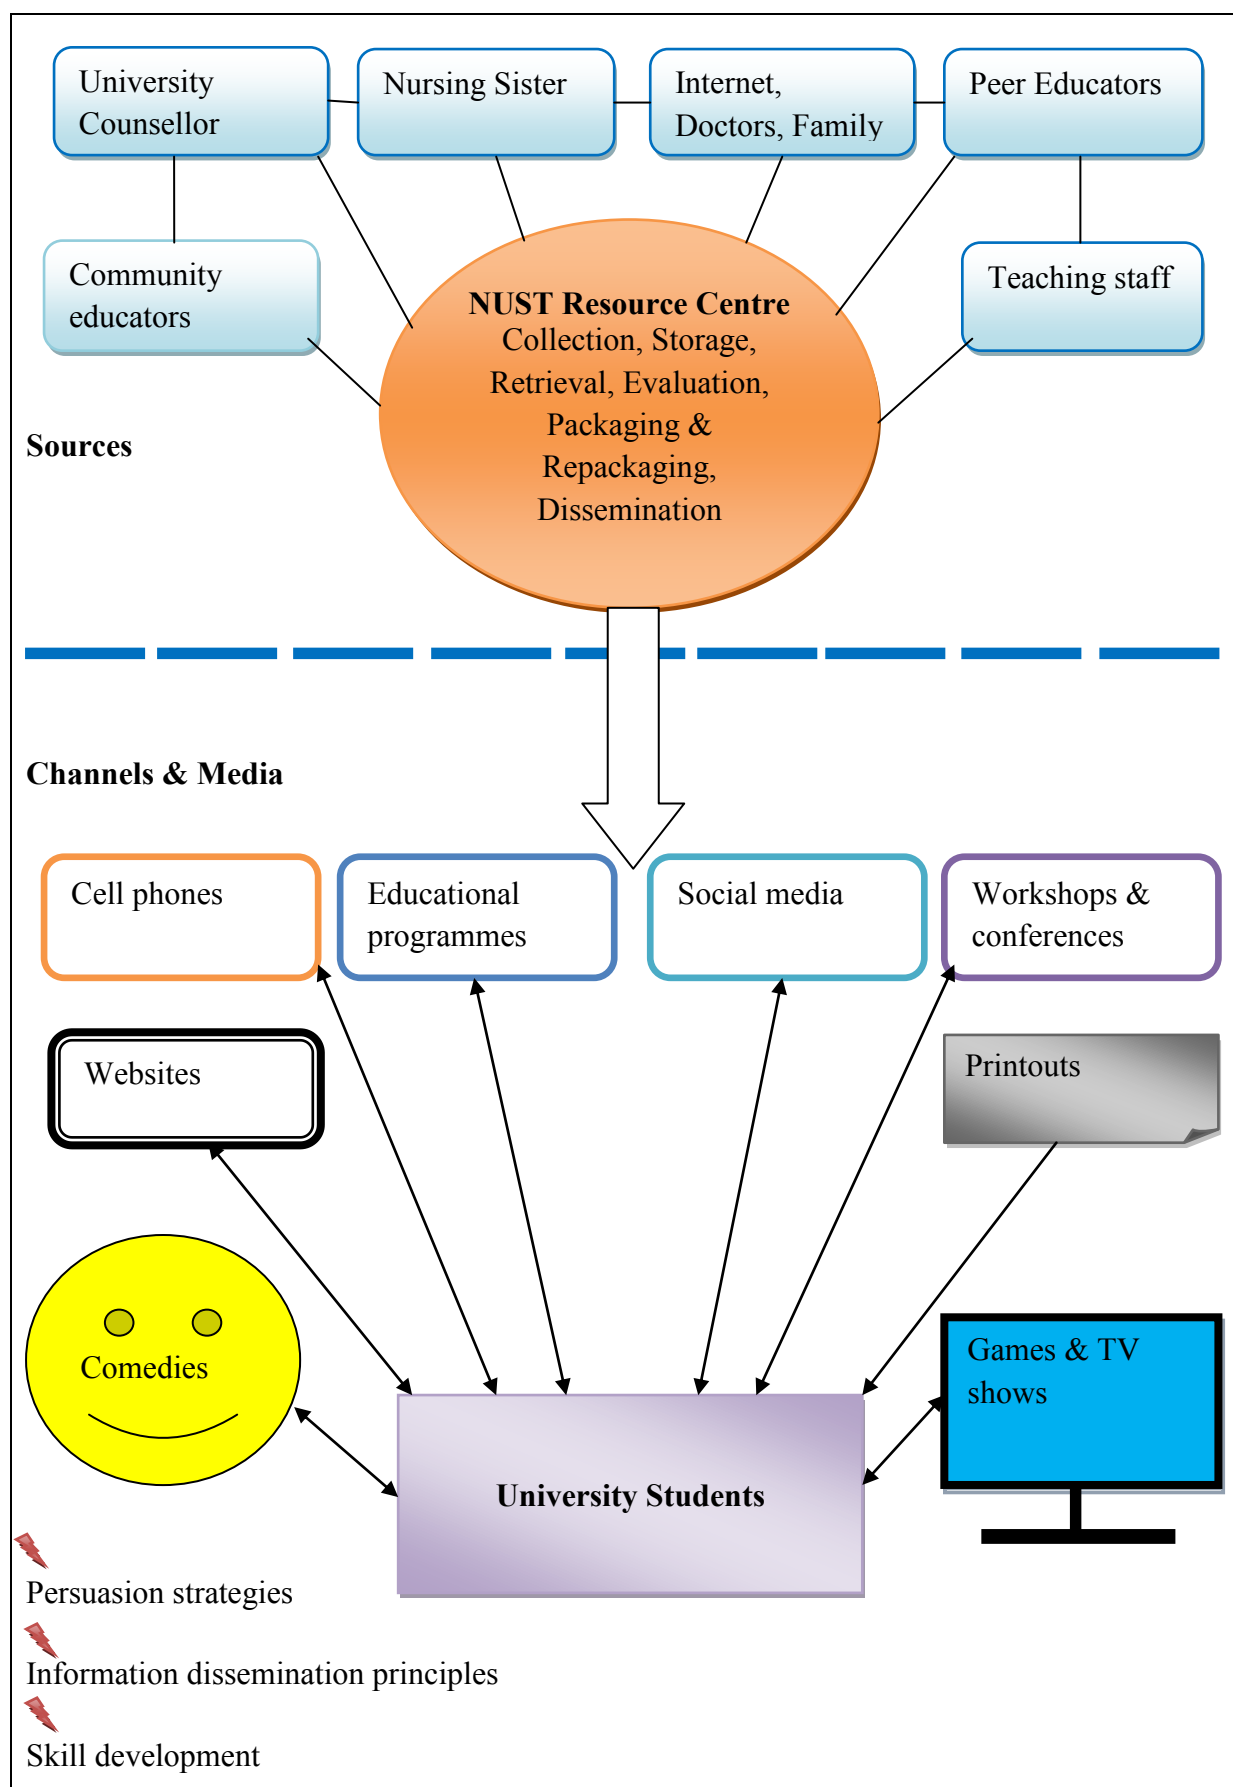 University
Counsellor
Nursing Sister
Internet,
Doctors, Family
Peer Educators
Community
educators
NUST Resource Centre
Collection, Storage,
Retrieval, Evaluation,
Packaging &
Repackaging,
Dissemination
Teaching staff
Sources
Channels & Media
Cell phones
Educational
programmes
Social media
Workshops &
conferences
Websites
Printouts
Comedies
Games & TV
shows
University Students
Persuasion strategies
Information dissemination principles
Skill development